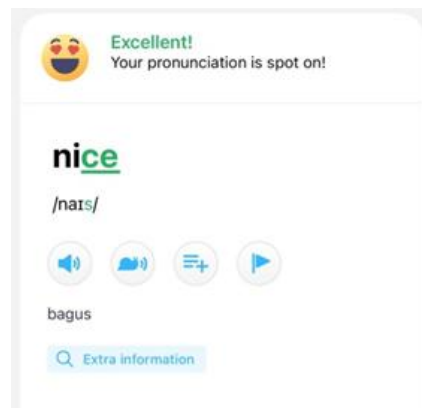 Excellent!
Your pronunciation is spot on!
nice
/naɪs/
bagus
Extra information